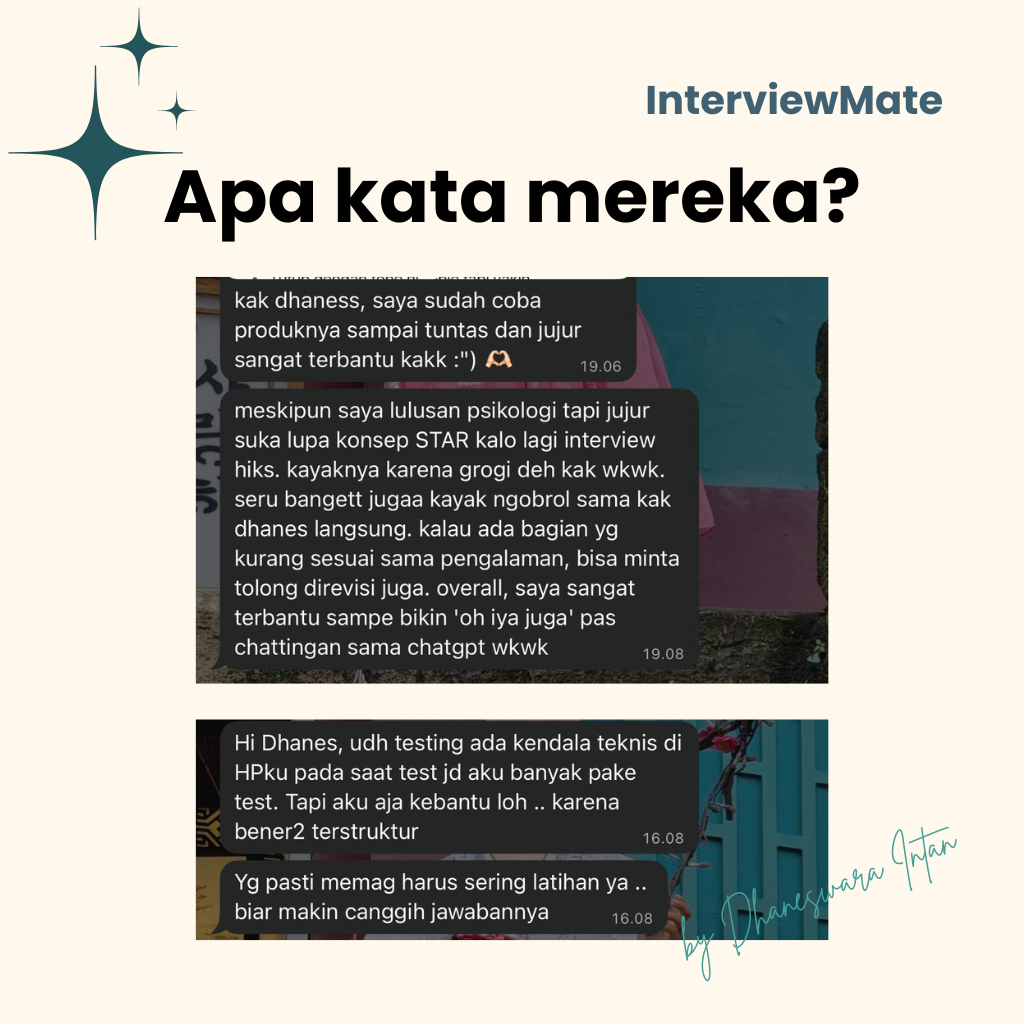 InterviewMate
Apa kata mereka?
kak dhaness, saya sudah coba
produknya sampai tuntas dan jujur
sangat terbantu kakk :") 🫶🏻
19.06
meskipun saya lulusan psikologi tapi jujur
suka lupa konsep STAR kalo lagi interview
hiks. kayaknya karena grogi deh kak wkwk.
seru bangett jugaa kayak ngobrol sama kak
dhanes langsung. kalau ada bagian yg
kurang sesuai sama pengalaman, bisa minta
tolong direvisi juga. overall, saya sangat
terbantu sampe bikin 'oh iya juga' pas
chattingan sama chatgpt wkwk
19.08
Hi Dhanes, udh testing ada kendala teknis di
HPku pada saat test jd aku banyak pake
test. Tapi aku aja kebantu loh .. karena
bener2 terstruktur
16.08
Yg pasti memag harus sering latihan ya ..
biar makin canggih jawabannya
16.08
by Dhaneswara Intan